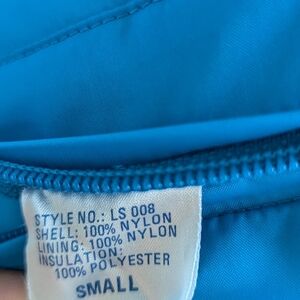 STYLE NO.: LS 008
SHELL: 100% NYLON
LINING: 100% NYLON
INSULATION:
100% POLYESTER
SMALL